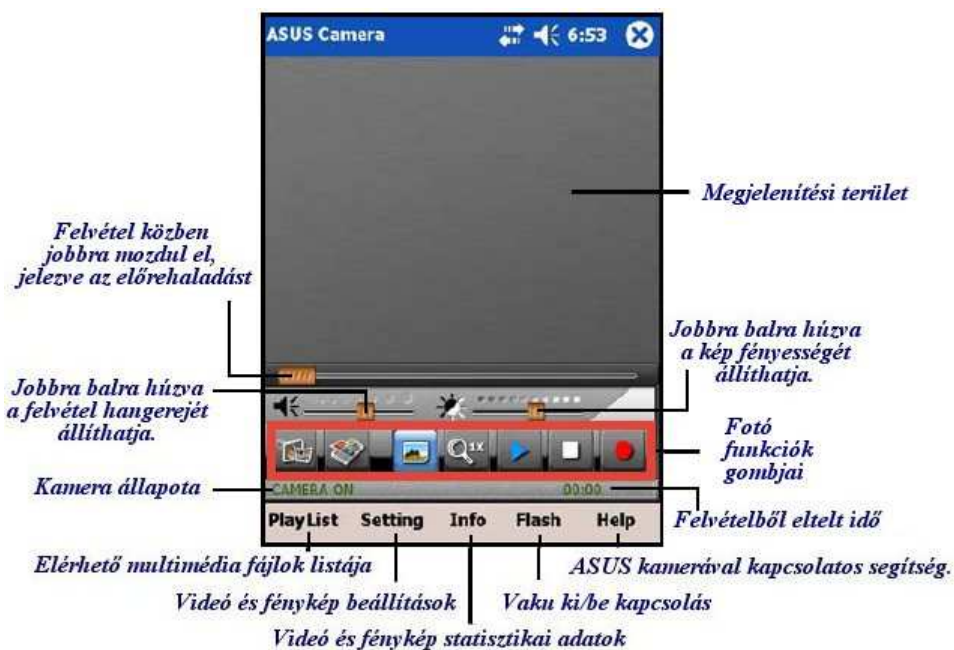 ASUS Camera 6:53
Megjelenítési terület
Felvétel közben
jobbra mozdul el,
jelezve az előrehaladást
Jobbra balra húzva
a kép fényességét
állíthatja.
Jobbra balra húzva
a felvétel hangerejét
állíthatja.
1X
Fotó
funkciók
gombjai
Kamera állapota
CAMERA ON 00:00
Felvételből eltelt idő
PlayList Setting Info Flash Help
Elérhető multimédia fájlok listája
ASUS kamerával kapcsolatos segítség.
Videó és fénykép beállítások
Vaku ki/be kapcsolás
Videó és fénykép statisztikai adatok